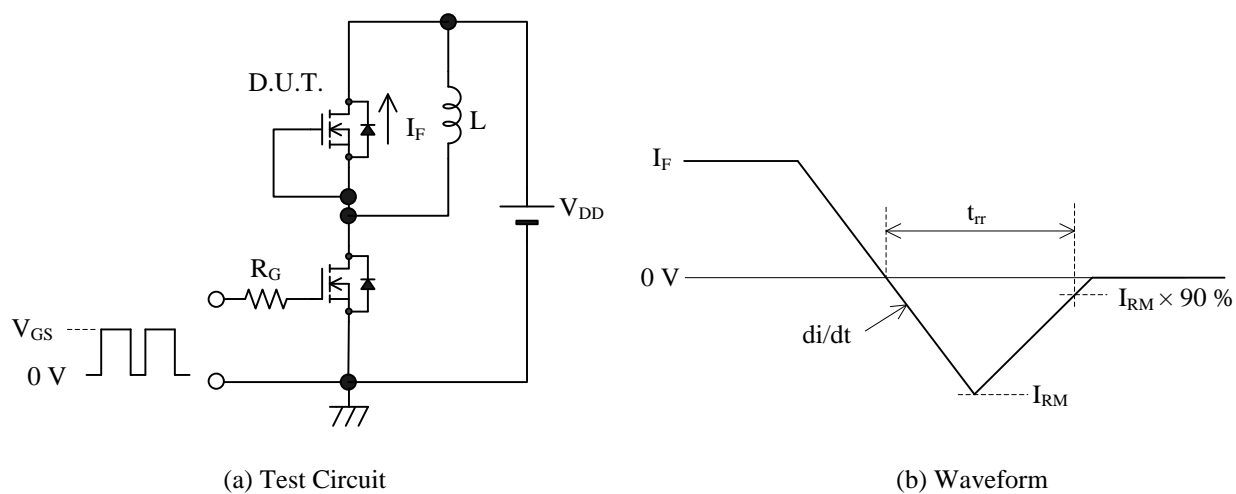 D.U.T.
I_F
L
V_DD
R_G
V_GS
0 V
(a) Test Circuit
I_F
t_rr
0 V
I_RM × 90 %
di/dt
I_RM
(b) Waveform